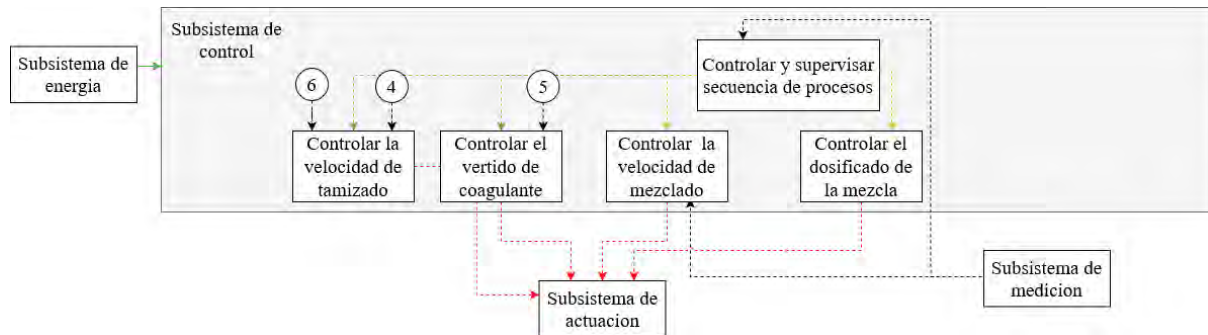 Subsistema de
control
Subsistema de
energia
Controlar y supervisar
secuencia de procesos
6
4
5
Controlar la
velocidad de
tamizado
Controlar el
vertido de
coagulante
Controlar la
velocidad de
mezclado
Controlar el
dosificado de
la mezcla
Subsistema de
actuacion
Subsistema de
medicion